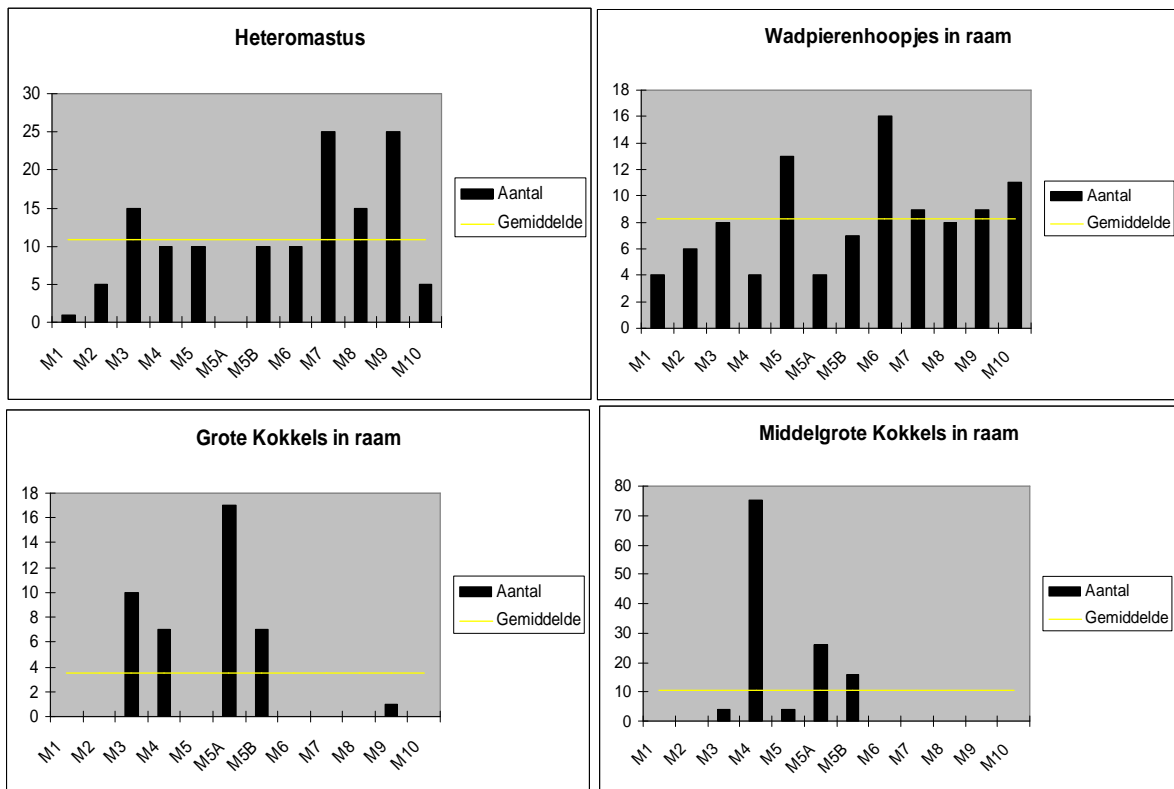 Heteromastus
30
25
20
15
10
5
0
M1 M2 M3 M4 M5 M5A M5B M6 M7 M8 M9 M10
Aantal
Gemiddelde
Wadpierenhoopjes in raam
18
16
14
12
10
8
6
4
2
0
M1 M2 M3 M4 M5 M5A M5B M6 M7 M8 M9 M10
Aantal
Gemiddelde
Grote Kokkels in raam
18
16
14
12
10
8
6
4
2
0
M1 M2 M3 M4 M5 M5A M5B M6 M7 M8 M9 M10
Aantal
Gemiddelde
Middelgrote Kokkels in raam
80
70
60
50
40
30
20
10
0
M1 M2 M3 M4 M5 M5A M5B M6 M7 M8 M9 M10
Aantal
Gemiddelde